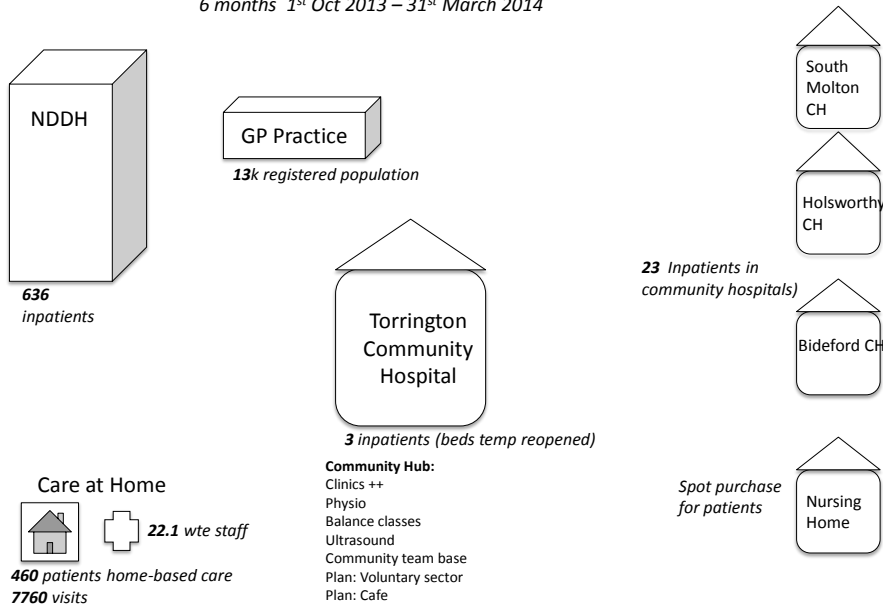 6 months 1st Oct 2013 – 31st March 2014
NDDH
636
inpatients
GP Practice
13k registered population
Torrington
Community
Hospital
3 inpatients (beds temp reopened)
Community Hub:
Clinics ++
Physio
Balance classes
Ultrasound
Community team base
Plan: Voluntary sector
Plan: Cafe
Care at Home
22.1 wte staff
460 patients home-based care
7760 visits
South
Molton
CH
Holsworthy
CH
23 Inpatients in
community hospitals)
Bideford CH
Spot purchase
for patients
Nursing
Home